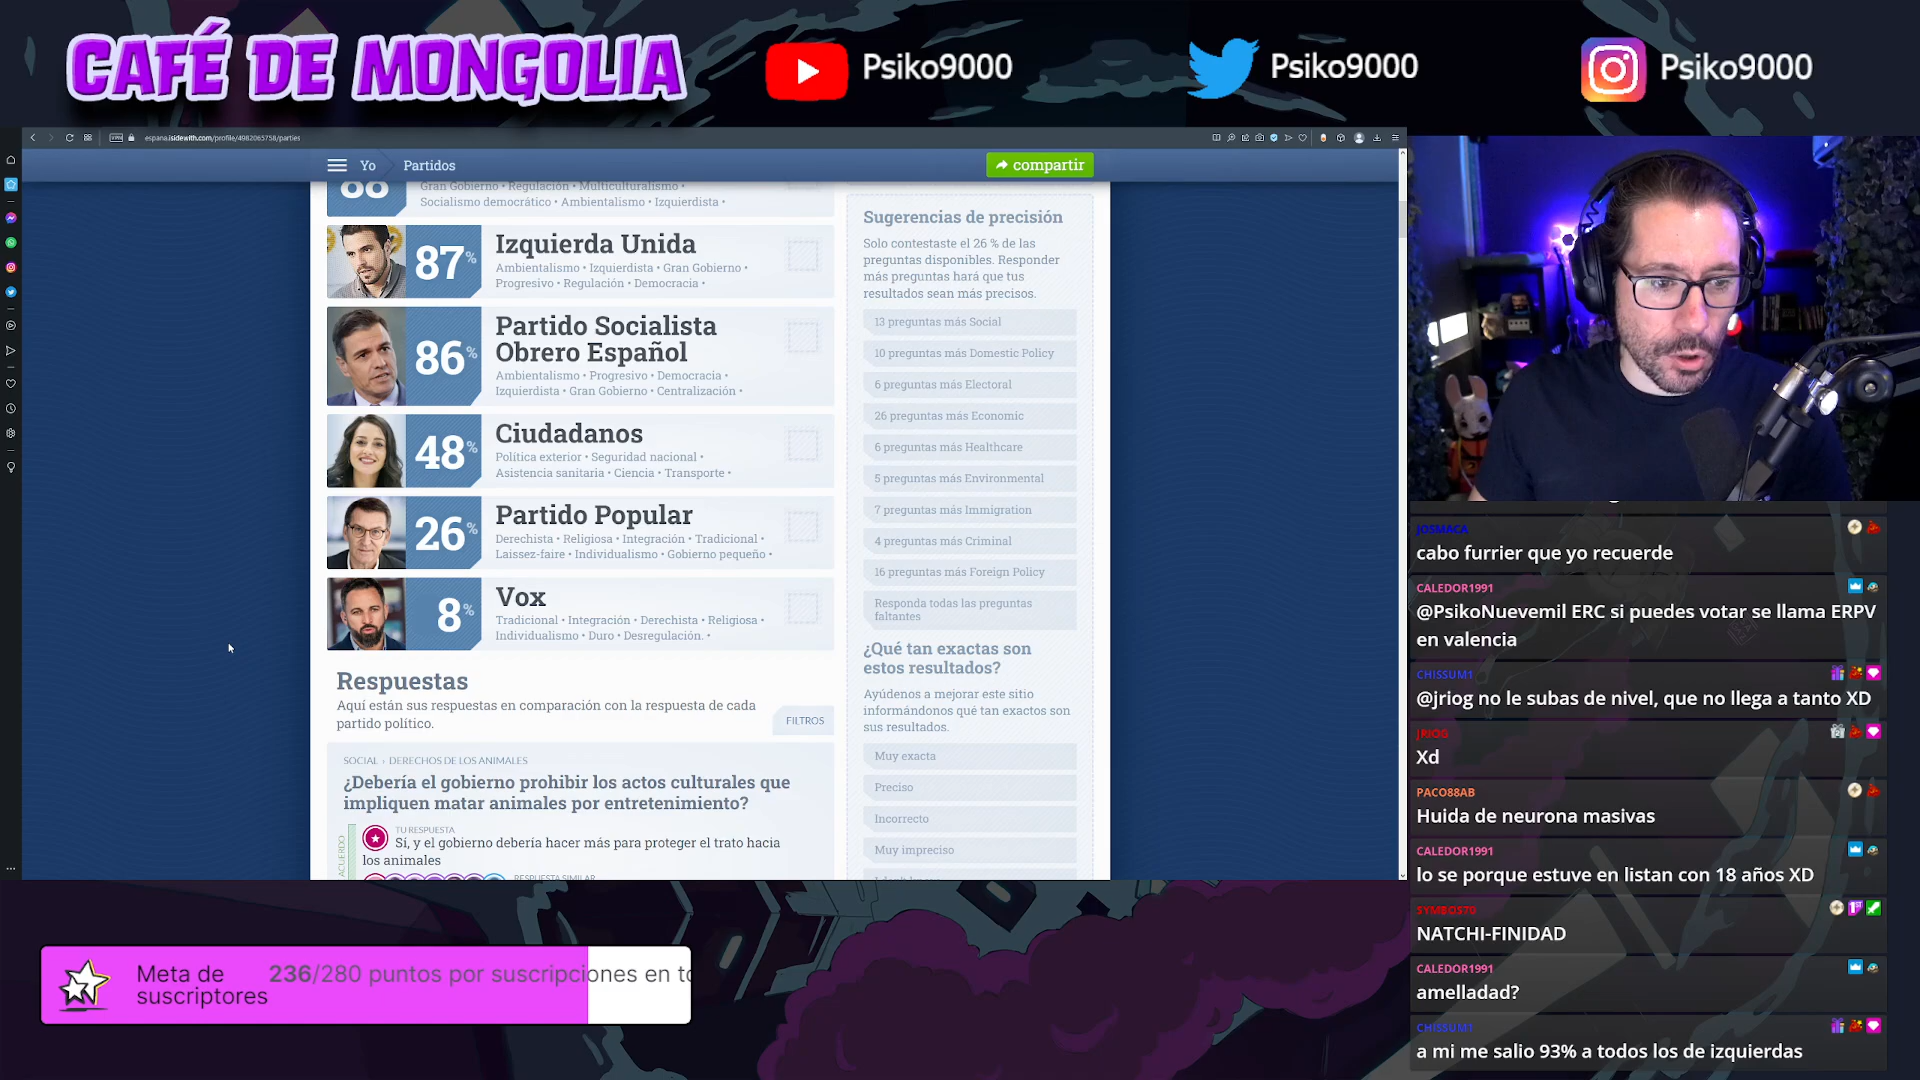 CAFÉ DE MONGOLIA
Psiko9000
Psiko9000
Psiko9000
espana.isidewith.com/profile/4982065758/parties
Yo
Partidos
compartir
Gran Gobierno • Regulación • Multiculturalismo •
Socialismo democrático • Ambientalismo • Izquierdista •
87%
Izquierda Unida
Ambientalismo • Izquierdista • Gran Gobierno •
Progresivo • Regulación • Democracia •
86%
Partido Socialista
Obrero Español
Ambientalismo • Progresivo • Democracia •
Izquierdista • Gran Gobierno • Centralización •
48%
Ciudadanos
Política exterior • Seguridad nacional •
Asistencia sanitaria • Ciencia • Transporte •
26%
Partido Popular
Derechista • Religiosa • Integración • Tradicional •
Laissez-faire • Individualismo • Gobierno pequeño •
8%
Vox
Tradicional • Integración • Derechista • Religiosa •
Individualismo • Duro • Desregulación. •
Respuestas
Aquí están sus respuestas en comparación con la respuesta de cada
partido político.
FILTROS
SOCIAL › DERECHOS DE LOS ANIMALES
¿Debería el gobierno prohibir los actos culturales que
impliquen matar animales por entretenimiento?
ACUERDO
TU RESPUESTA
Sí, y el gobierno debería hacer más para proteger el trato hacia
los animales
RESPUESTA SIMILAR
Sugerencias de precisión
Solo contestaste el 26 % de las
preguntas disponibles. Responder
más preguntas hará que tus
resultados sean más precisos.
13 preguntas más Social
10 preguntas más Domestic Policy
6 preguntas más Electoral
26 preguntas más Economic
6 preguntas más Healthcare
5 preguntas más Environmental
7 preguntas más Immigration
4 preguntas más Criminal
16 preguntas más Foreign Policy
Responda todas las preguntas
faltantes
¿Qué tan exactas son
estos resultados?
Ayúdenos a mejorar este sitio
informándonos qué tan exactos son
sus resultados.
Muy exacta
Preciso
Incorrecto
Muy impreciso
JOSMACA
cabo furrier que yo recuerde
CALEDOR1991
@PsikoNuevemil ERC si puedes votar se llama ERPV
en valencia
CHISSUM1
@jriog no le subas de nivel, que no llega a tanto XD
JRIOG
Xd
PACO88AB
Huida de neurona masivas
CALEDOR1991
lo se porque estuve en listan con 18 años XD
SYMBOS70
NATCHI-FINIDAD
CALEDOR1991
amelladad?
CHISSUM1
a mi me salio 93% a todos los de izquierdas
Meta de
suscriptores
236/280 puntos por suscripciones en to